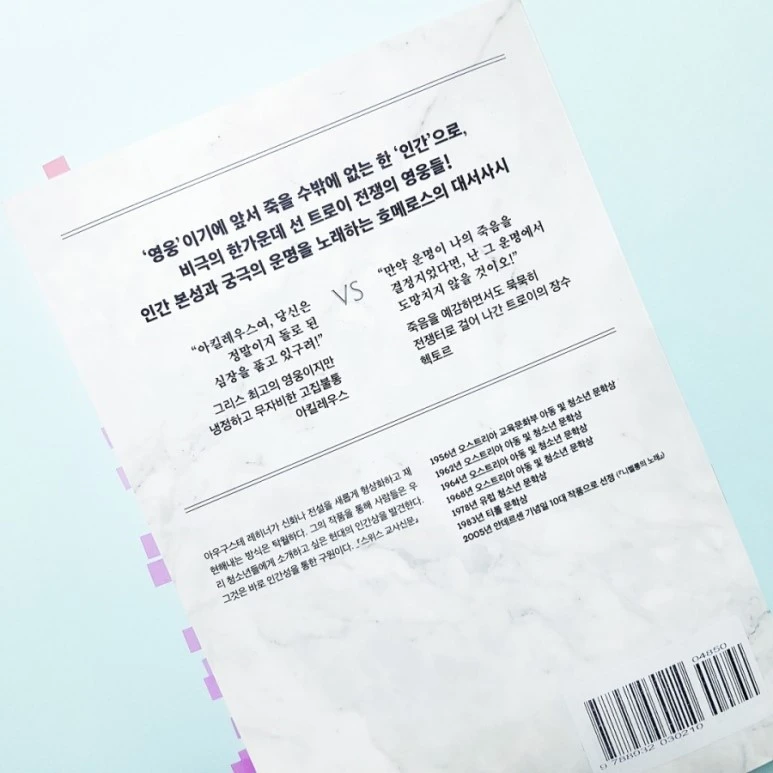 ‘영웅’이기에 앞서 죽을 수밖에 없는 한 ‘인간’으로,
비극의 한가운데 선 트로이 전쟁의 영웅들!
인간 본성과 궁극의 운명을 노래하는 호메로스의 대서사시
“아킬레우스여, 당신은
정말이지 돌로 된
심장을 품고 있구려!”
그리스 최고의 영웅이지만
냉정하고 무자비한 고집불통
아킬레우스
VS
“만약 운명이 나의 죽음을
결정지었다면, 난 그 운명에서
도망치지 않을 것이오!”
죽음을 예감하면서도 묵묵히
전쟁터로 걸어 나간 트로이의 장수
헥토르
아우구스테 레히너가 신화나 전설을 새롭게 형상화하고 재
현해내는 방식은 탁월하다. 그의 작품을 통해 사람들은 우
리 청소년들에게 소개하고 싶은 현대의 인간상을 발견한다.
그것은 바로 인간성을 통한 구원이다. 『스위스 교사신문』
1956년 오스트리아 교육문화부 아동 및 청소년 문학상
1962년 오스트리아 아동 및 청소년 문학상
1964년 오스트리아 아동 및 청소년 문학상
1968년 오스트리아 아동 및 청소년 문학상
1978년 유럽 청소년 문학상
1983년 티롤 문학상
2005년 안데르센 기념일 10대 작품으로 선정 (『니벨룽의 노래』)
04850
9 788932 030210